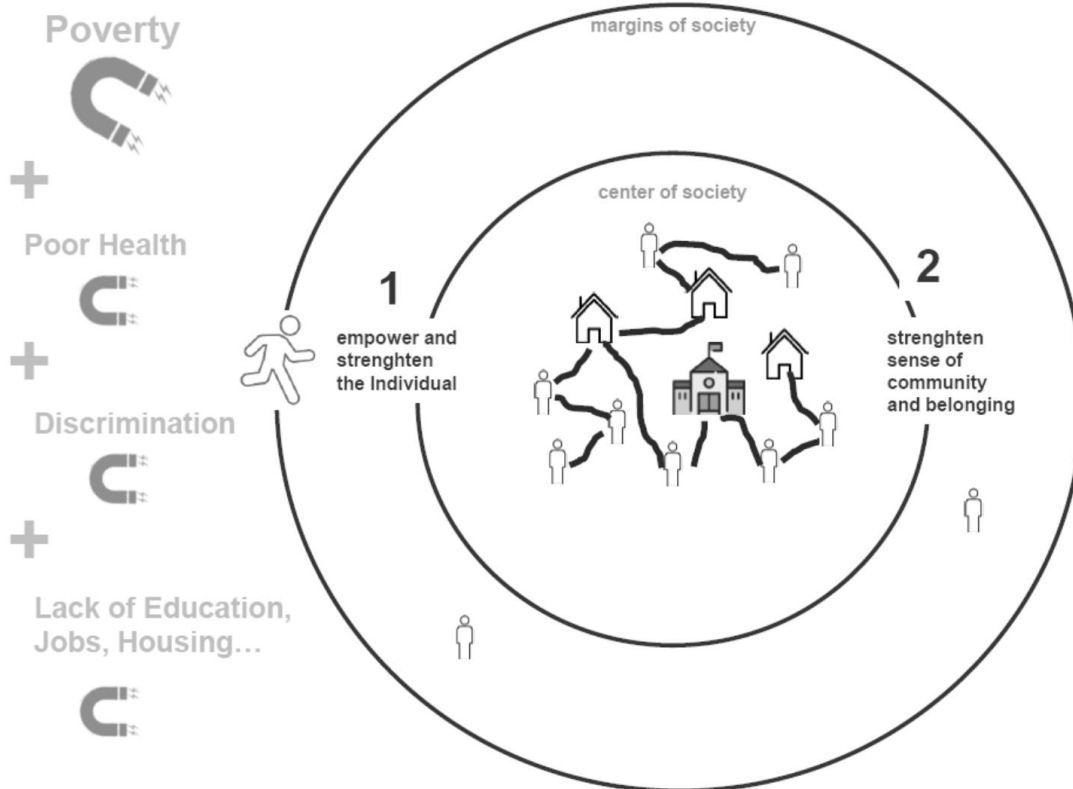 Poverty
+
Poor Health
+
Discrimination
+
Lack of Education,
Jobs, Housing...
margins of society
center of society
1
empower and
strenghten
the Individual
2
strenghten
sense of
community
and belonging